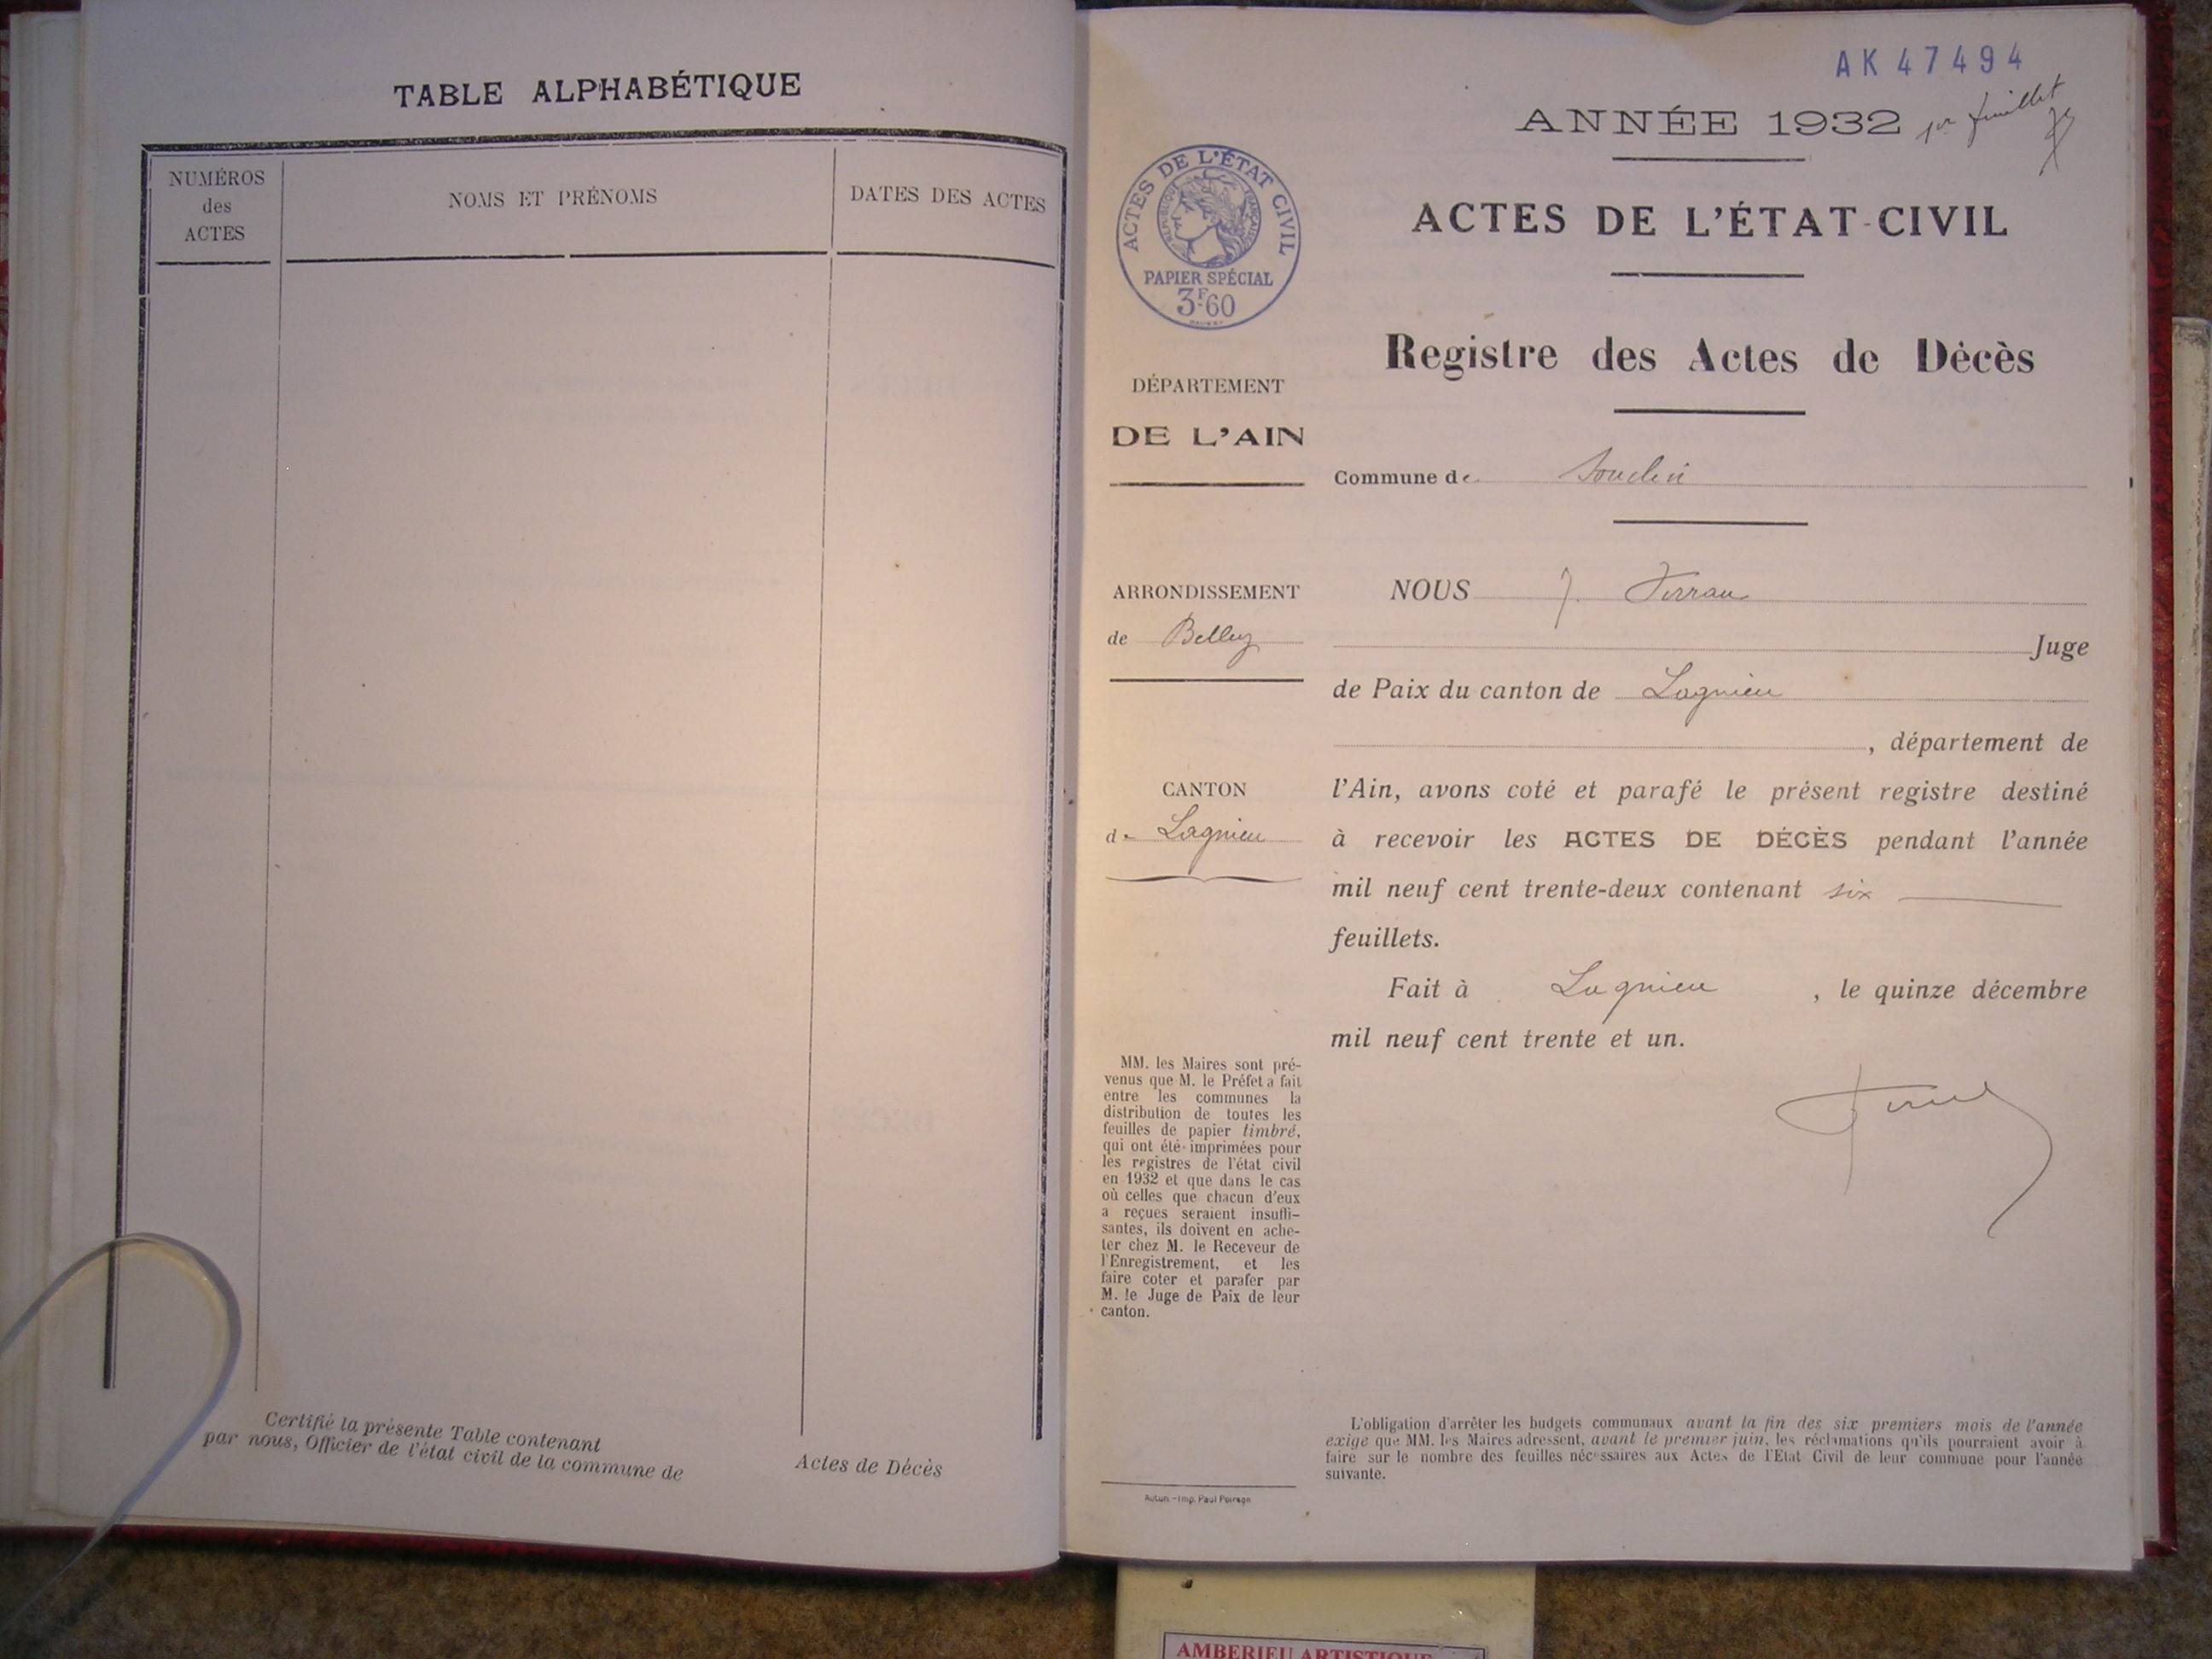 TABLE ALPHABÉTIQUE
NUMÉROS
des
ACTES
NOMS ET PRÉNOMS
DATES DES ACTES
Certifié la présente Table contenant
Actes de Décès
par nous, Officier de l'état civil de la commune de
AK 47494
ANNÉE 1932
1er feuillet
ACTES DE L'ÉTAT-CIVIL
ACTES DE L'ÉTAT CIVIL
RÉPUBLIQUE FRANÇAISE
PAPIER SPÉCIAL
3F.60
Registre des Actes de Décès
DÉPARTEMENT
DE L'AIN
Commune de Souclin
ARRONDISSEMENT
de Belley
CANTON
de Lagnieu
NOUS J.
Juge
de Paix du canton de Lagnieu
, département de
l'Ain, avons coté et parafé le présent registre destiné
à recevoir les ACTES DE DÉCÈS pendant l'année
mil neuf cent trente-deux contenant six
feuillets.
Fait à Lagnieu, le quinze décembre
mil neuf cent trente et un.
MM. les Maires sont pré-
venus que M. le Préfet a fait
entre les communes la
distribution de toutes les
feuilles de papier timbré,
qui ont été imprimées pour
les registres de l'état civil
en 1932 et que dans le cas
où celles que chacun d'eux
a reçues seraient insuffi-
santes, ils doivent en ache-
ter chez M. le Receveur de
l'Enregistrement, et les
faire coter et parafer par
M. le Juge de Paix de leur
canton.
L'obligation d'arrêter les budgets communaux avant la fin des six premiers mois de l'année
exige que MM. les Maires adressent, avant le premier juin, les réclamations qu'ils pourraient avoir à
faire sur le nombre des feuilles nécessaires aux Actes de l'Etat Civil de leur commune pour l'année
suivante.
Autun. - Imp. Paul Poirson
AMBERIEU ARTISTIQUE